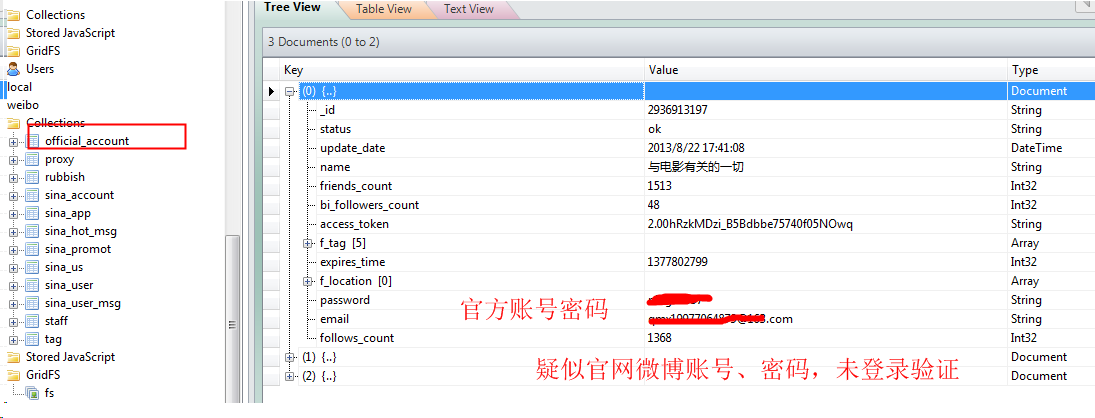 Collections
Stored JavaScript
GridFS
Users
local
weibo
Collections
official_account
proxy
rubbish
sina_account
sina_app
sina_hot_msg
sina_promot
sina_us
sina_user
sina_user_msg
staff
tag
Stored JavaScript
GridFS
fs
Tree View Table View Text View
3 Documents (0 to 2)
Key Value Type
(0) {..} Document
_id 2936913197 String
status ok String
update_date 2013/8/22 17:41:08 DateTime
name 与电影有关的一切 String
friends_count 1513 Int32
bi_followers_count 48 Int32
access_token 2.00hRzkMDzi_B5Bdbbe75740f05NOwq String
f_tag [5] Array
expires_time 1377802799 Int32
f_location [0] Array
password String
官方账号密码
email .com String
follows_count 1368 Int32
(1) {..} Document
疑似官网微博账号、密码，未登录验证
(2) {..} Document